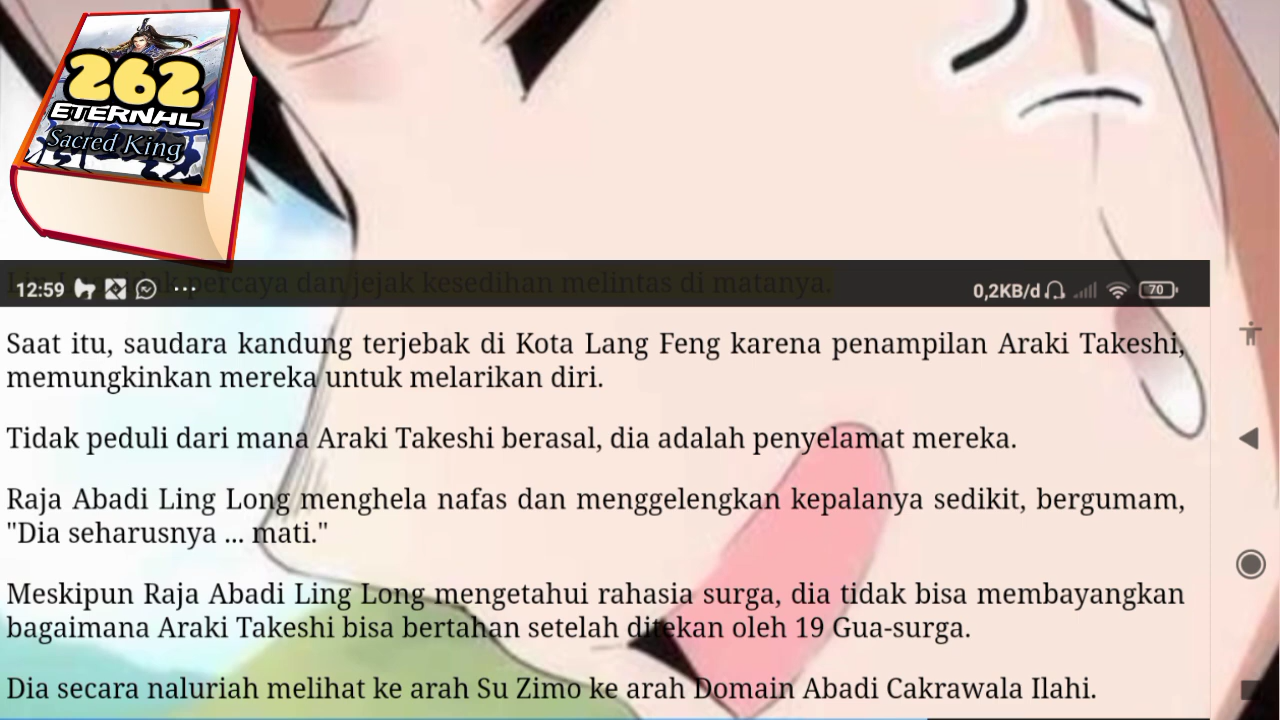 262
ETERNAL
Sacred King
percaya dan jejak kesedihan melintas di matanya.
12:59 ... 0,2KB/d 70
Saat itu, saudara kandung terjebak di Kota Lang Feng karena penampilan Araki Takeshi,
memungkinkan mereka untuk melarikan diri.
Tidak peduli dari mana Araki Takeshi berasal, dia adalah penyelamat mereka.
Raja Abadi Ling Long menghela nafas dan menggelengkan kepalanya sedikit, bergumam,
"Dia seharusnya ... mati."
Meskipun Raja Abadi Ling Long mengetahui rahasia surga, dia tidak bisa membayangkan
bagaimana Araki Takeshi bisa bertahan setelah ditekan oleh 19 Gua-surga.
Dia secara naluriah melihat ke arah Su Zimo ke arah Domain Abadi Cakrawala Ilahi.